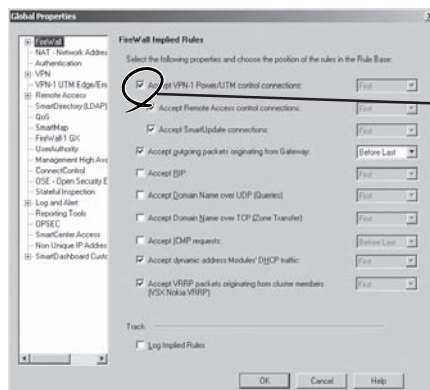 Global Properties
FireWall
NAT - Network Addres
Authentication
VPN
VPN-1 UTM Edge/Em
Remote Access
SmartDirectory (LDAP)
QoS
SmartMap
FireWall-1 GX
UserAuthority
Management High Ava
ConnectControl
OSE - Open Security E
Stateful Inspection
Log and Alert
Reporting Tools
OPSEC
SmartCenter Access
Non Unique IP Addres
SmartDashboard Custo
FireWall Implied Rules
Select the following properties and choose the position of the rules in the Rule Base:
Accept VPN-1 Power/UTM control connections: First
Accept Remote Access control connections: First
Accept SmartUpdate connections: First
Accept outgoing packets originating from Gateway: Before Last
Accept RIP: First
Accept Domain Name over UDP (Queries): First
Accept Domain Name over TCP (Zone Transfer): First
Accept ICMP requests: Before Last
Accept dynamic address Modules' DHCP traffic: First
Accept VRRP packets originating from cluster members First
(VSX Nokia VRRP)
Track
Log Implied Rules
OK Cancel Help